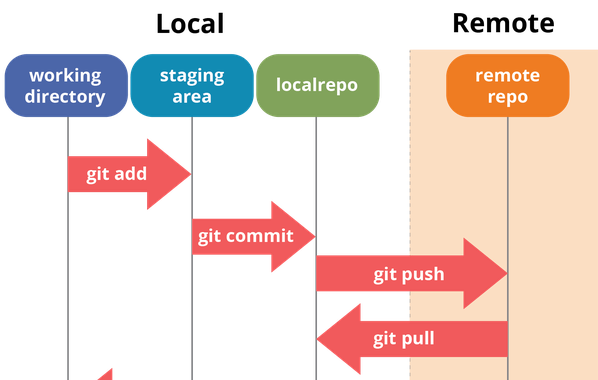 Local
Remote
working
directory
staging
area
localrepo
remote
repo
git add
git commit
git push
git pull